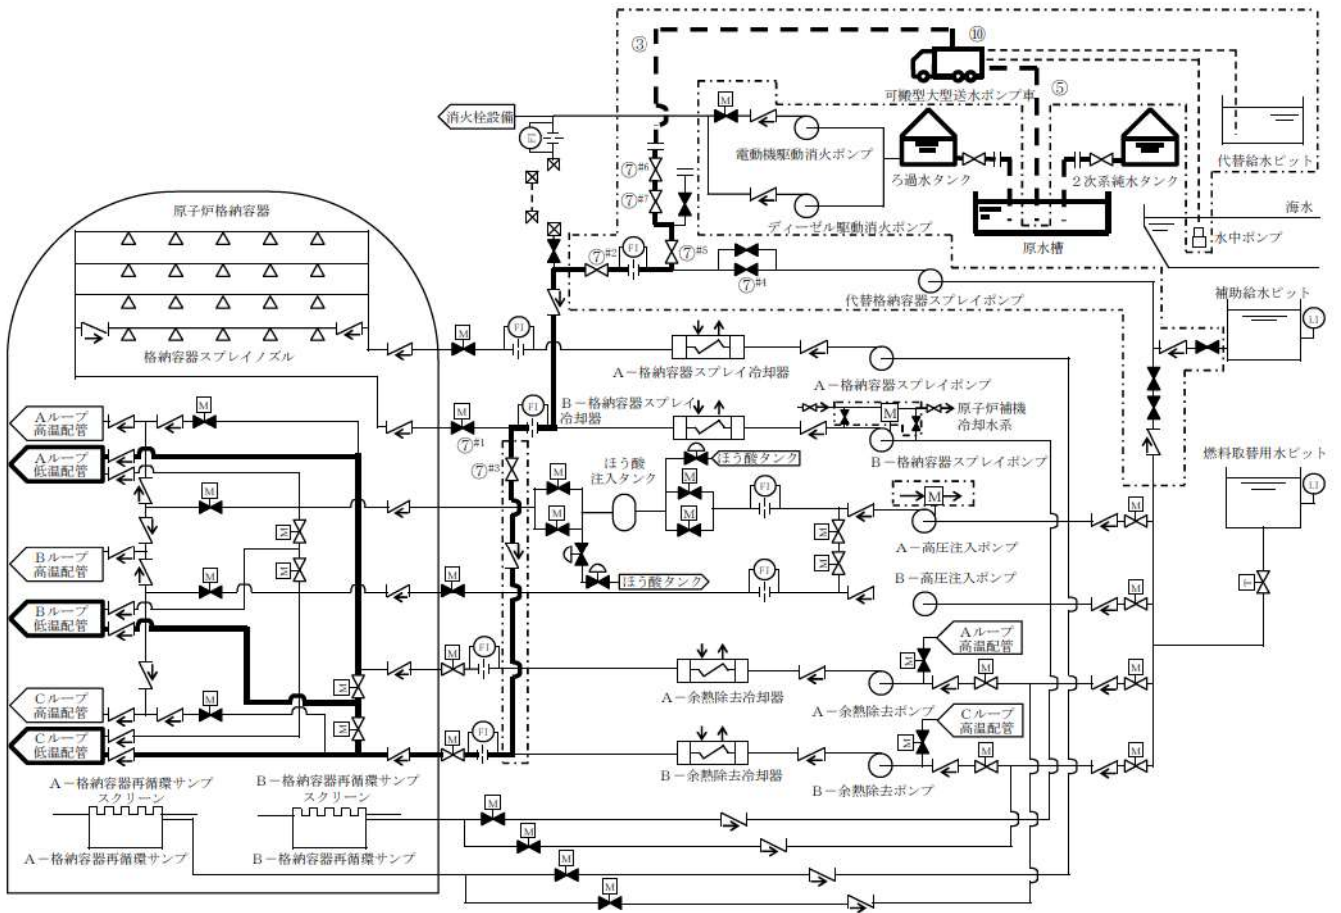 ③
⑩
⑤
可搬型大型送水ポンプ車
消火栓設備
M
電動機駆動消火ポンプ
ろ過水タンク
2次系純水タンク
代替給水ピット
⑦#6
⑦#7
ディーゼル駆動消火ポンプ
原水槽
海水
水中ポンプ
原子炉格納容器
⑦#2
FI
⑦#5
⑦#4
代替格納容器スプレイポンプ
補助給水ピット
LI
格納容器スプレイノズル
M
FI
A-格納容器スプレイ冷却器
A-格納容器スプレイポンプ
B-格納容器スプレイ
冷却器
M
原子炉補機
冷却水系
Aループ
高温配管
M
M
FI
⑦#1
⑦#3
B-格納容器スプレイポンプ
Aループ
低温配管
ほう酸
注入タンク
ほう酸タンク
燃料取替用水ピット
LI
M
M
M
FI
M
M
M
M
M
M
A-高圧注入ポンプ
Bループ
高温配管
M
M
B-高圧注入ポンプ
M
M
ほう酸タンク
FI
M
T
Bループ
低温配管
Aループ
高温配管
M
FI
M
M
M
A-余熱除去冷却器
A-余熱除去ポンプ
M
Cループ
高温配管
M
M
Cループ
高温配管
Cループ
低温配管
M
FI
M
M
M
B-余熱除去冷却器
B-余熱除去ポンプ
A-格納容器再循環サンプ
スクリーン
B-格納容器再循環サンプ
スクリーン
M
M
A-格納容器再循環サンプ
B-格納容器再循環サンプ
M
M